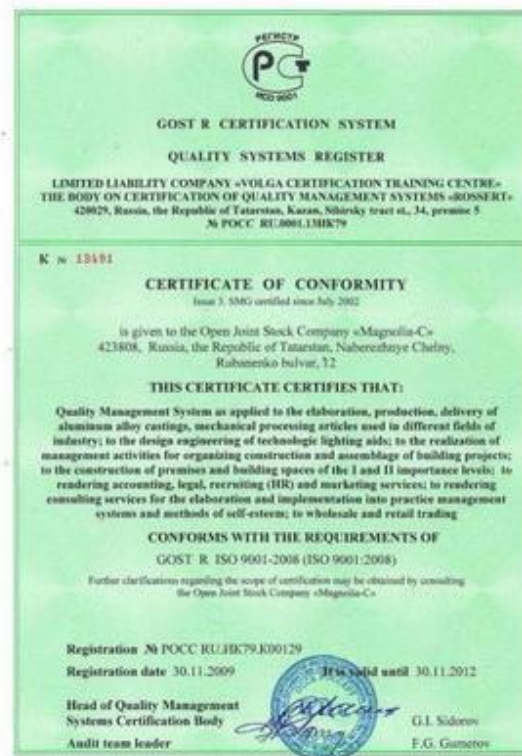 РЕГИСТР
ИСО 9001
GOST R CERTIFICATION SYSTEM
QUALITY SYSTEMS REGISTER
LIMITED LIABILITY COMPANY «VOLGA CERTIFICATION TRAINING CENTRE»
THE BODY ON CERTIFICATION OF QUALITY MANAGEMENT SYSTEMS «ROSSERT»
420029, Russia, the Republic of Tatarstan, Kazan, Sibirsky tract st., 34, premise 5
№ РОСС RU.0001.13ИК79
К № 13491
CERTIFICATE OF CONFORMITY
Issue 3. SMG certified since July 2002
is given to the Open Joint Stock Company «Magnolia-C»
423808, Russia, the Republic of Tatarstan, Naberezhnye Chelny,
Rubanenko bulvar, 12
THIS CERTIFICATE CERTIFIES THAT:
Quality Management System as applied to the elaboration, production, delivery of
aluminum alloy castings, mechanical processing articles used in different fields of
industry; to the design engineering of technologic lighting aids; to the realization of
management activities for organizing construction and assemblage of building projects;
to the construction of premises and building spaces of the I and II importance levels; to
rendering accounting, legal, recruiting (HR) and marketing services; to rendering
consulting services for the elaboration and implementation into practice management
systems and methods of self-esteem; to wholesale and retail trading
CONFORMS WITH THE REQUIREMENTS OF
GOST R ISO 9001-2008 (ISO 9001:2008)
Further clarifications regarding the scope of certification may be obtained by consulting
the Open Joint Stock Company «Magnolia-C»
Registration № РОСС RU.ИК79.К00129
Registration date 30.11.2009 It is valid until 30.11.2012
Head of Quality Management
Systems Certification Body G.I. Sidorov
Audit team leader F.G. Gumerov